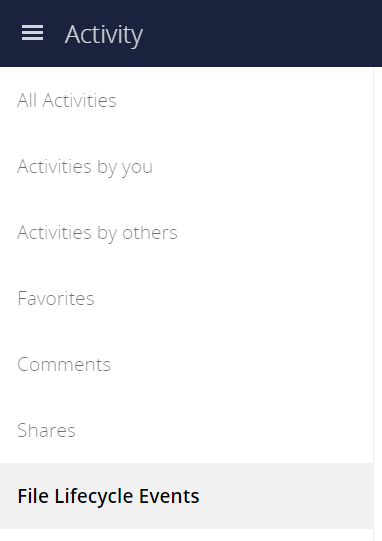 Activity
All Activities
Activities by you
Activities by others
Favorites
Comments
Shares
File Lifecycle Events